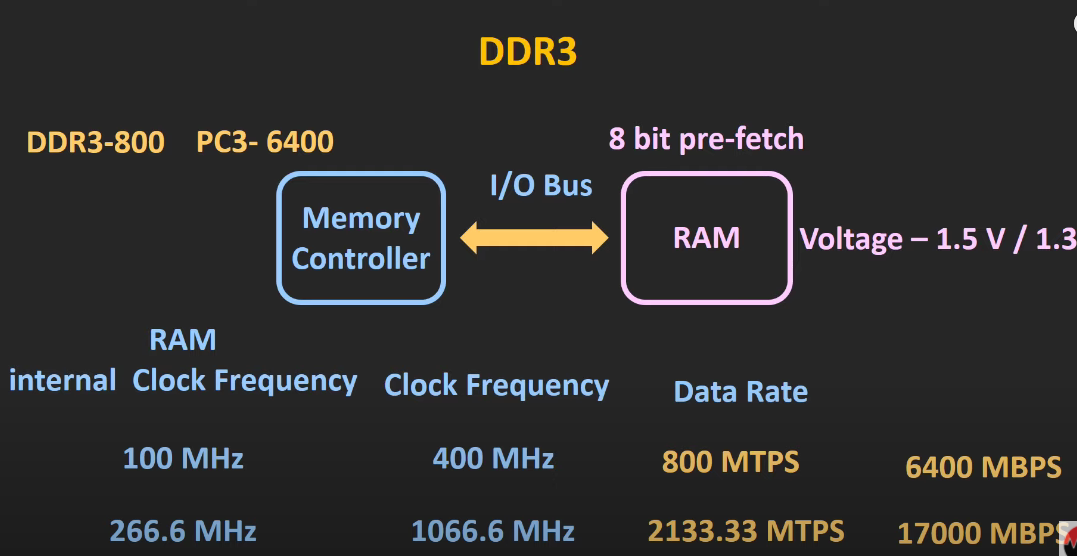 DDR3
DDR3-800 PC3- 6400
8 bit pre-fetch
I/O Bus
Memory
Controller
RAM
Voltage – 1.5 V / 1.3
RAM
internal Clock Frequency
Clock Frequency
Data Rate
100 MHz
400 MHz
800 MTPS
6400 MBPS
266.6 MHz
1066.6 MHz
2133.33 MTPS
17000 MBPS